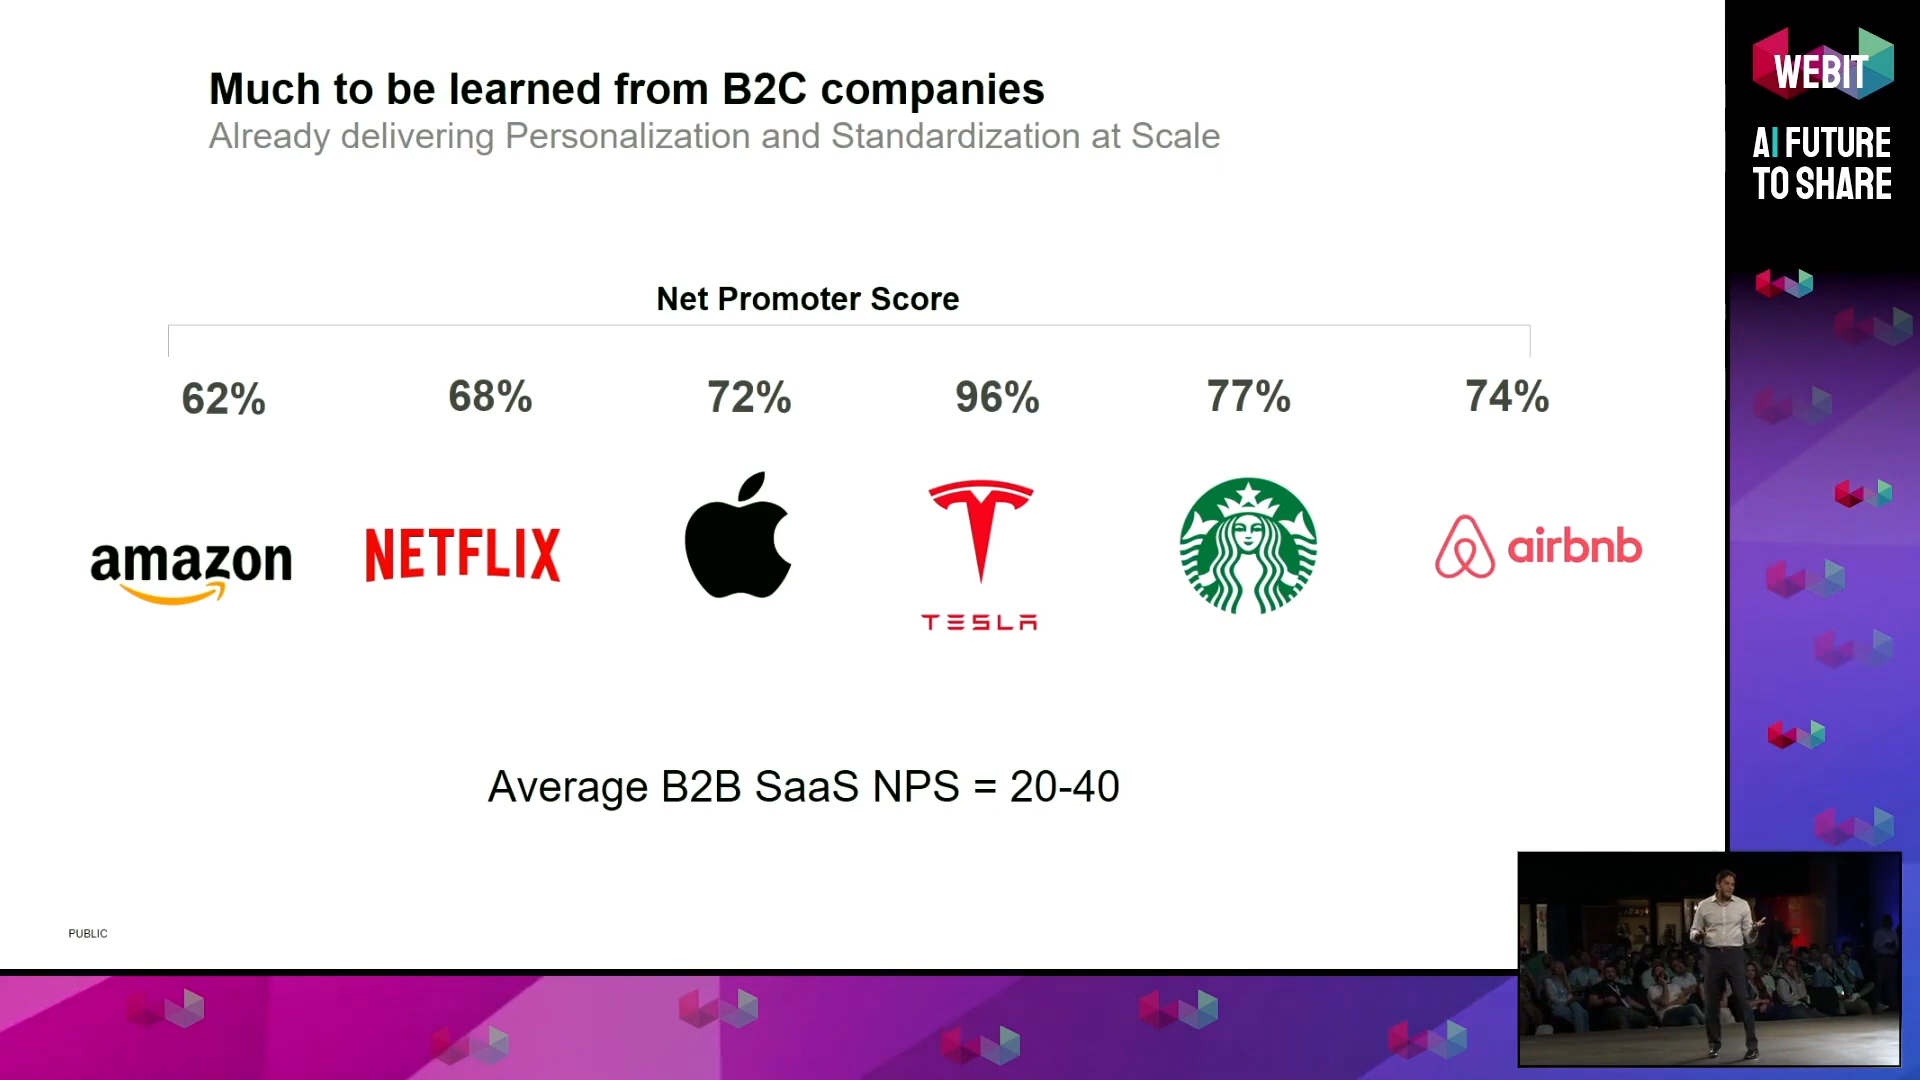 Much to be learned from B2C companies
Already delivering Personalization and Standardization at Scale
Net Promoter Score
62% 68% 72% 96% 77% 74%
amazon NETFLIX TESLA airbnb
Average B2B SaaS NPS = 20-40
PUBLIC
WEBIT
AI FUTURE
TO SHARE